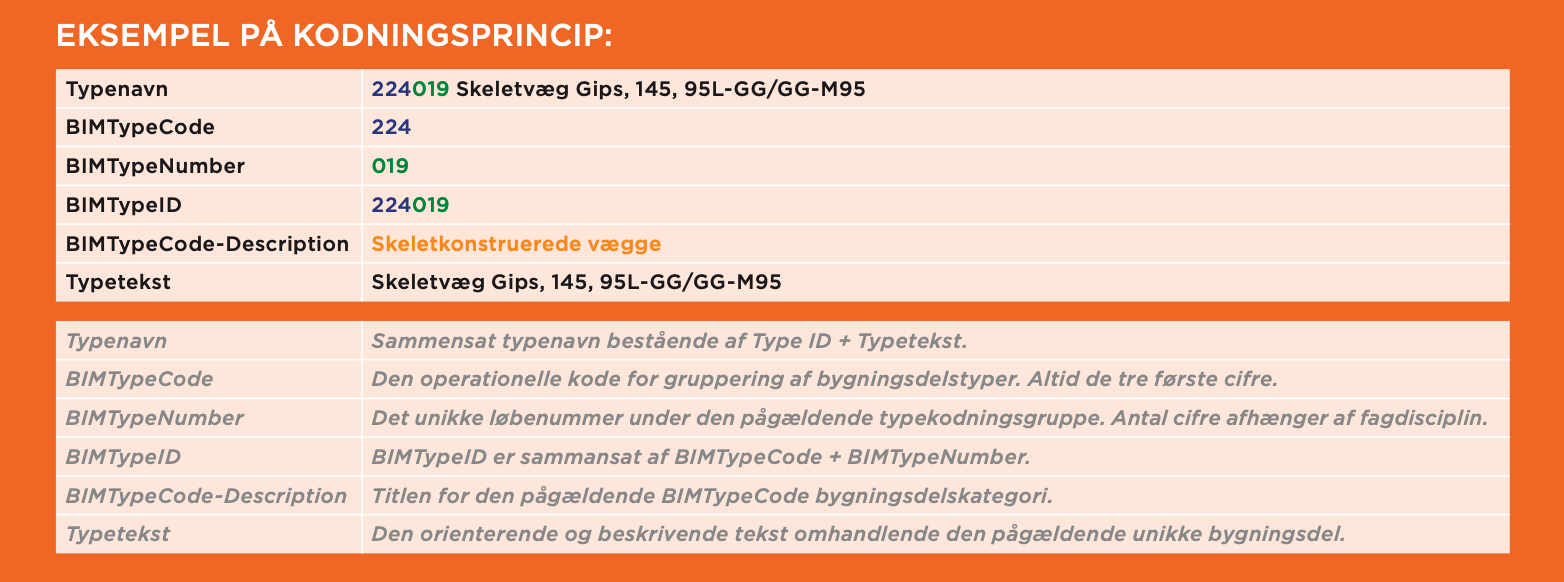 EKSEMPEL PÅ KODNINGSPRINCIP:
Typenavn 224019 Skeletvæg Gips, 145, 95L-GG/GG-M95
BIMTypeCode 224
BIMTypeNumber 019
BIMTypeID 224019
BIMTypeCode-Description Skeletkonstruerede vægge
Typetekst Skeletvæg Gips, 145, 95L-GG/GG-M95
Typenavn Sammensat typenavn bestående af Type ID + Typetekst.
BIMTypeCode Den operationelle kode for gruppering af bygningsdelstyper. Altid de tre første cifre.
BIMTypeNumber Det unikke løbenummer under den pågældende typekodningsgruppe. Antal cifre afhænger af fagdisciplin.
BIMTypeID BIMTypeID er sammansat af BIMTypeCode + BIMTypeNumber.
BIMTypeCode-Description Titlen for den pågældende BIMTypeCode bygningsdelskategori.
Typetekst Den orienterende og beskrivende tekst omhandlende den pågældende unikke bygningsdel.